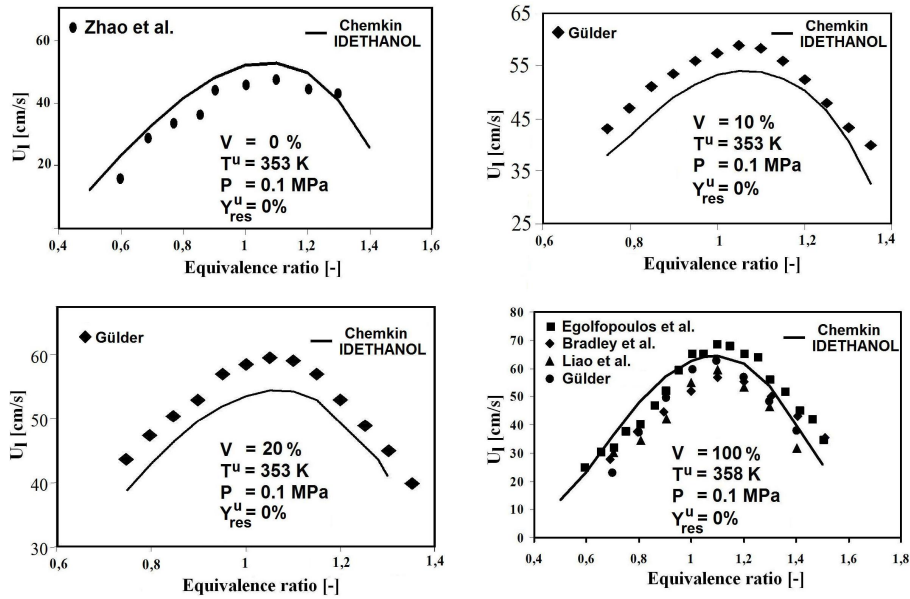 Zhao et al.
Chemkin
IDETHANOL
60
40
20
U_l [cm/s]
V = 0 %
T^u = 353 K
P = 0.1 MPa
Y^u_res = 0%
0,4 0,6 0,8 1 1,2 1,4 1,6
Equivalence ratio [-]
Gülder
Chemkin
IDETHANOL
65
55
45
35
25
U_l [cm/s]
V = 10 %
T^u = 353 K
P = 0.1 MPa
Y^u_res = 0%
0,6 0,8 1 1,2 1,4
Equivalence ratio [-]
Gülder
Chemkin
IDETHANOL
60
50
40
30
U_l [cm/s]
V = 20 %
T^u = 353 K
P = 0.1 MPa
Y^u_res = 0%
0,6 0,8 1 1,2 1,4
Equivalence ratio [-]
Egolfopoulos et al.
Bradley et al.
Liao et al.
Gülder
Chemkin
IDETHANOL
80
70
60
50
40
30
20
10
0
U_l [cm/s]
V = 100 %
T^u = 358 K
P = 0.1 MPa
Y^u_res = 0%
0,4 0,6 0,8 1 1,2 1,4 1,6 1,8
Equivalence ratio [-]